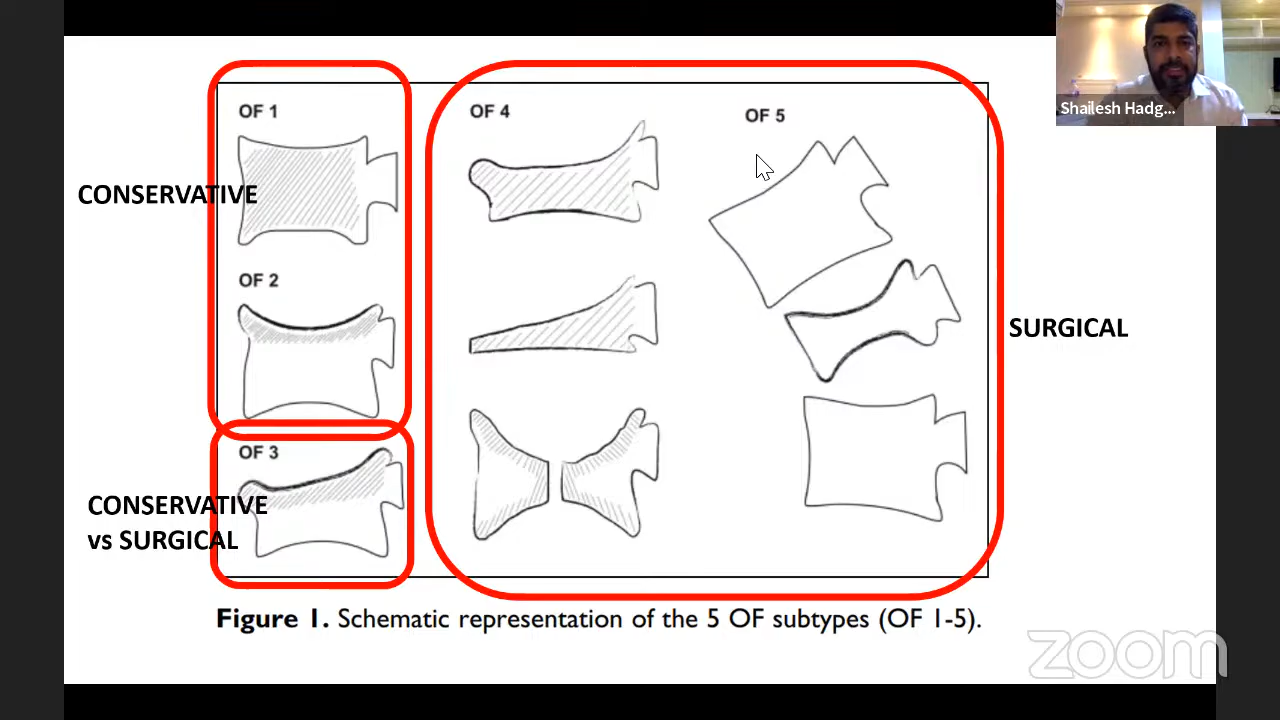 OF 1
OF 4
OF 5
Shailesh Hadg...
CONSERVATIVE
OF 2
SURGICAL
OF 3
CONSERVATIVE
vs SURGICAL
Figure 1. Schematic representation of the 5 OF subtypes (OF 1-5).
zoom